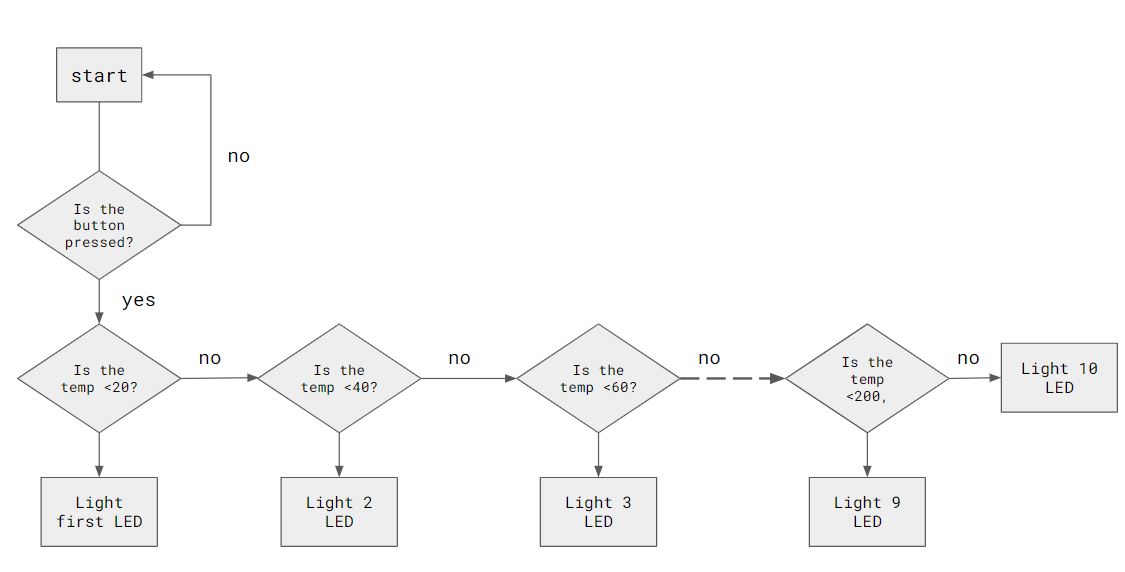 start
no
Is the
button
pressed?
yes
Is the
temp <20?
no
Is the
temp <40?
no
Is the
temp <60?
no
Is the
temp
<200,
no
Light 10
LED
Light
first LED
Light 2
LED
Light 3
LED
Light 9
LED